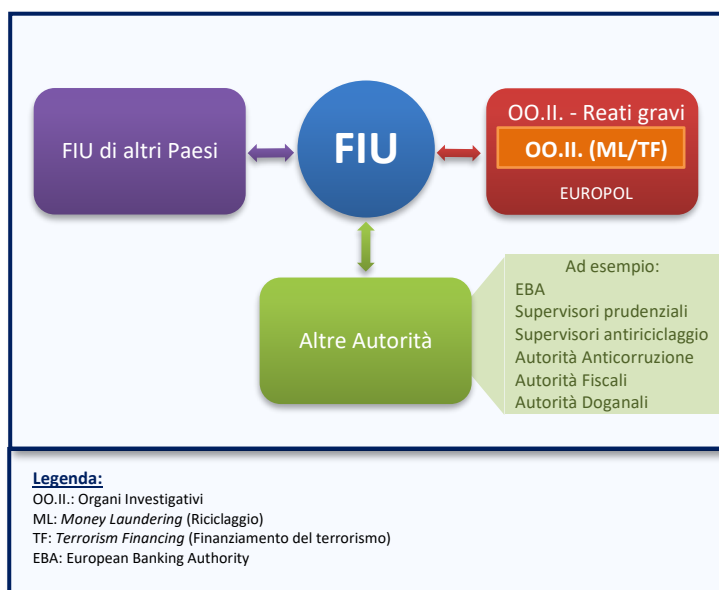 FIU di altri Paesi
FIU
OO.II. - Reati gravi
OO.II. (ML/TF)
EUROPOL
Altre Autorità
Ad esempio:
EBA
Supervisori prudenziali
Supervisori antiriciclaggio
Autorità Anticorruzione
Autorità Fiscali
Autorità Doganali
Legenda:
OO.II.: Organi Investigativi
ML: Money Laundering (Riciclaggio)
TF: Terrorism Financing (Finanziamento del terrorismo)
EBA: European Banking Authority